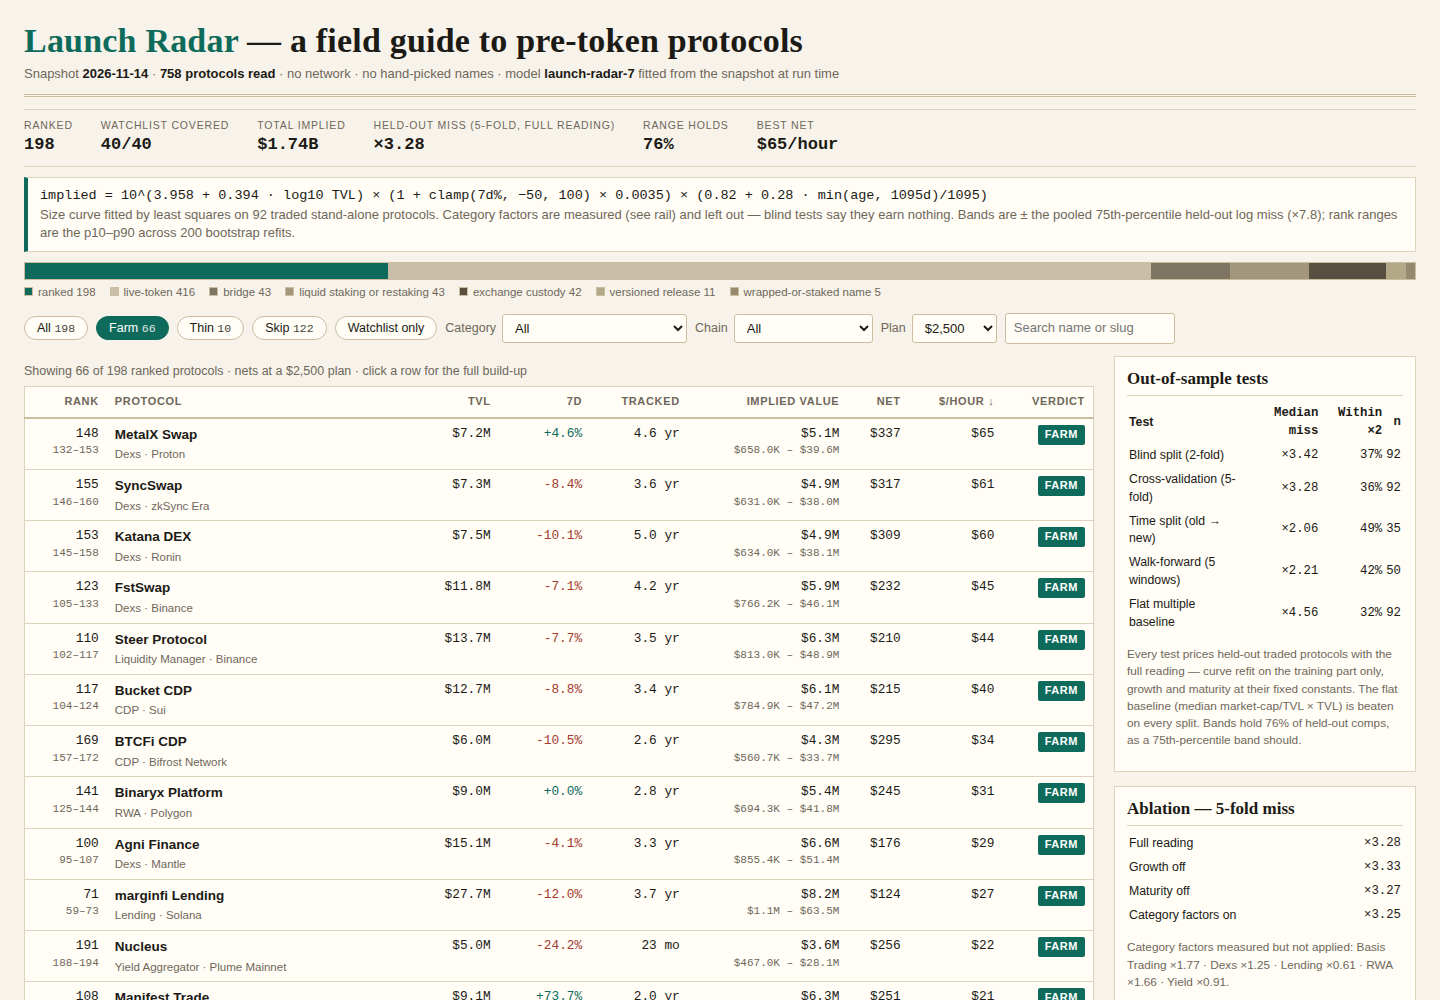 Launch Radar — a field guide to pre-token protocols
Snapshot 2026-11-14 · 758 protocols read · no network · no hand-picked names · model launch-radar-7 fitted from the snapshot at run time
RANKED WATCHLIST COVERED TOTAL IMPLIED HELD-OUT MISS (5-FOLD, FULL READING) RANGE HOLDS BEST NET
198 40/40 $1.74B ×3.28 76% $65/hour
implied = 10^(3.958 + 0.394 · log10 TVL) × (1 + clamp(7d%, −50, 100) × 0.0035) × (0.82 + 0.28 · min(age, 1095d)/1095)
Size curve fitted by least squares on 92 traded stand-alone protocols. Category factors are measured (see rail) and left out — blind tests say they earn nothing. Bands are ± the pooled 75th-percentile held-out log miss (×7.8); rank ranges
are the p10–p90 across 200 bootstrap refits.
ranked 198 live-token 416 bridge 43 liquid staking or restaking 43 exchange custody 42 versioned release 11 wrapped-or-staked name 5
All 198 Farm 66 Thin 10 Skip 122 Watchlist only Category All Chain All Plan $2,500 Search name or slug
Showing 66 of 198 ranked protocols · nets at a $2,500 plan · click a row for the full build-up
RANK PROTOCOL TVL 7D TRACKED IMPLIED VALUE NET $/HOUR ↓ VERDICT
148 MetalX Swap $7.2M +4.6% 4.6 yr $5.1M $337 $65 FARM
132–153 Dexs · Proton $658.0K – $39.6M
155 SyncSwap $7.3M -8.4% 3.6 yr $4.9M $317 $61 FARM
146–160 Dexs · zkSync Era $631.0K – $38.0M
153 Katana DEX $7.5M -10.1% 5.0 yr $4.9M $309 $60 FARM
145–158 Dexs · Ronin $634.0K – $38.1M
123 FstSwap $11.8M -7.1% 4.2 yr $5.9M $232 $45 FARM
105–133 Dexs · Binance $766.2K – $46.1M
110 Steer Protocol $13.7M -7.7% 3.5 yr $6.3M $210 $44 FARM
102–117 Liquidity Manager · Binance $813.0K – $48.9M
117 Bucket CDP $12.7M -8.8% 3.4 yr $6.1M $215 $40 FARM
104–124 CDP · Sui $784.9K – $47.2M
169 BTCFi CDP $6.0M -10.5% 2.6 yr $4.3M $295 $34 FARM
157–172 CDP · Bifrost Network $560.7K – $33.7M
141 Binaryx Platform $9.0M +0.0% 2.8 yr $5.4M $245 $31 FARM
125–144 RWA · Polygon $694.3K – $41.8M
100 Agni Finance $15.1M -4.1% 3.3 yr $6.6M $176 $29 FARM
95–107 Dexs · Mantle $855.4K – $51.4M
71 marginfi Lending $27.7M -12.0% 3.7 yr $8.2M $124 $27 FARM
59–73 Lending · Solana $1.1M – $63.5M
191 Nucleus $5.0M -24.2% 23 mo $3.6M $256 $22 FARM
188–194 Yield Aggregator · Plume Mainnet $467.0K – $28.1M
108 Manifest Trade $9.1M +73.7% 2.0 yr $6.3M $251 $21 FARM
Out-of-sample tests
Test Median miss Within ×2 n
Blind split (2-fold) ×3.42 37% 92
Cross-validation (5-fold) ×3.28 36% 92
Time split (old → new) ×2.06 49% 35
Walk-forward (5 windows) ×2.21 42% 50
Flat multiple baseline ×4.56 32% 92
Every test prices held-out traded protocols with the
full reading — curve refit on the training part only,
growth and maturity at their fixed constants. The flat
baseline (median market-cap/TVL × TVL) is beaten
on every split. Bands hold 76% of held-out comps,
as a 75th-percentile band should.
Ablation — 5-fold miss
Full reading ×3.28
Growth off ×3.33
Maturity off ×3.27
Category factors on ×3.25
Category factors measured but not applied: Basis
Trading ×1.77 · Dexs ×1.25 · Lending ×0.61 · RWA
×1.66 · Yield ×0.91.